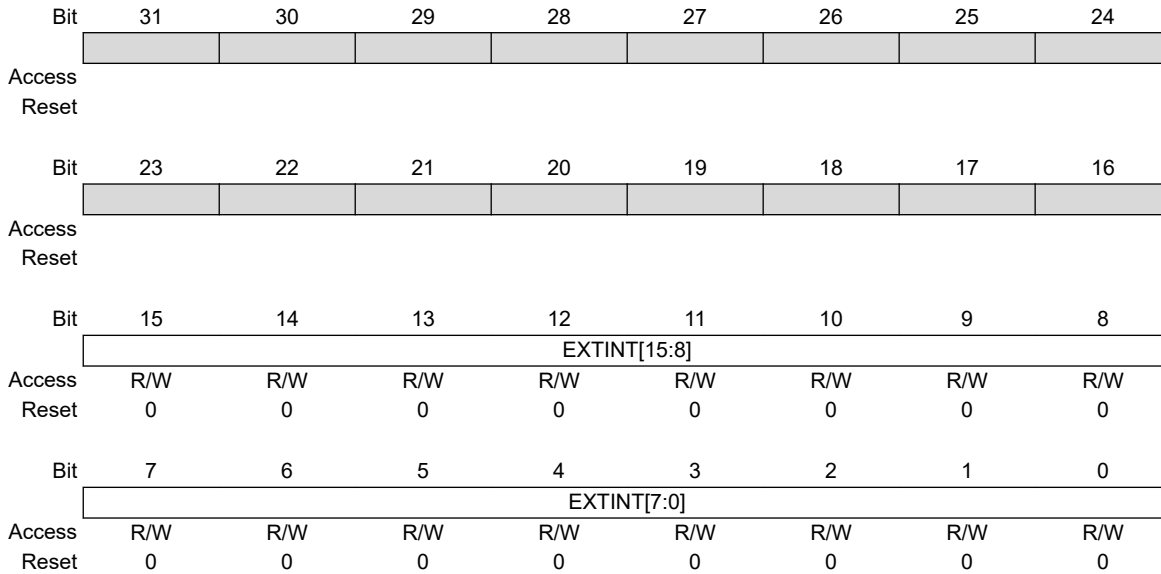 Bit 31 30 29 28 27 26 25 24
Access
Reset
Bit 23 22 21 20 19 18 17 16
Access
Reset
Bit 15 14 13 12 11 10 9 8
EXTINT[15:8]
Access R/W R/W R/W R/W R/W R/W R/W R/W
Reset 0 0 0 0 0 0 0 0
Bit 7 6 5 4 3 2 1 0
EXTINT[7:0]
Access R/W R/W R/W R/W R/W R/W R/W R/W
Reset 0 0 0 0 0 0 0 0